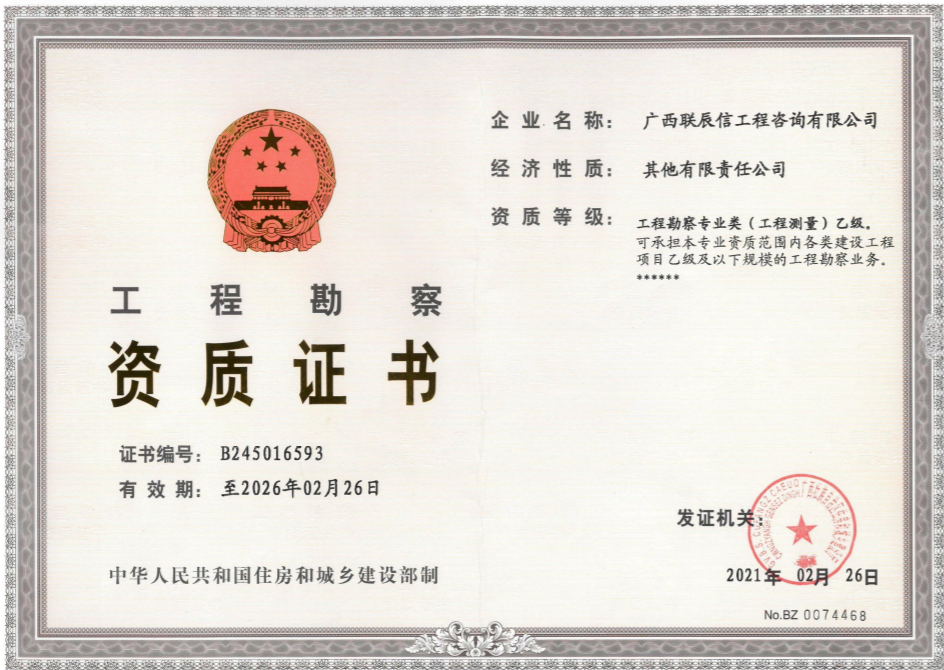 工程勘察
资质证书
证书编号： B245016593
有效期： 至2026年02月26日
中华人民共和国住房和城乡建设部制
企业名称： 广西联辰信工程咨询有限公司
经济性质： 其他有限责任公司
资质等级： 工程勘察专业类（工程测量）乙级。
可承担本专业资质范围内各类建设工程
项目乙级及以下规模的工程勘察业务。
******
发证机关：
2021年 02月 26日
No.BZ 0074468